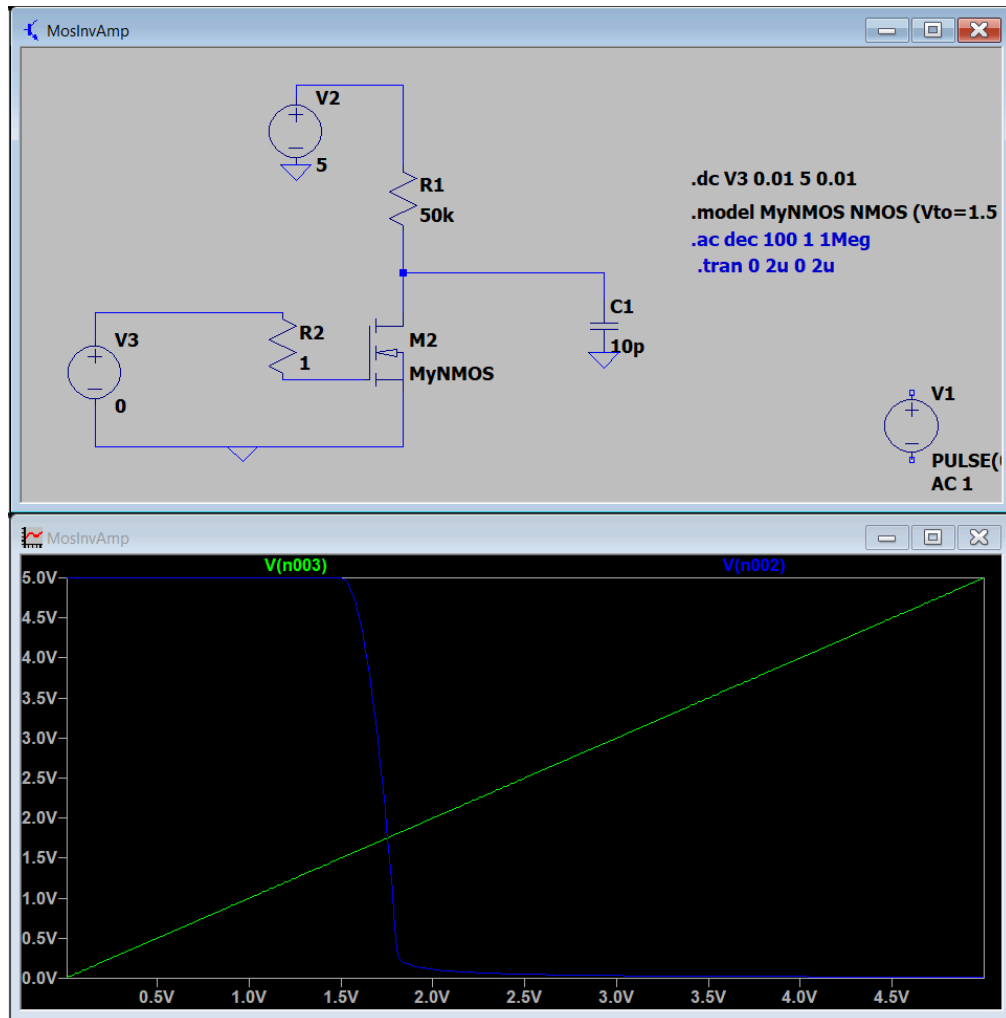 MosInvAmp
V2
5
R1
50k
.dc V3 0.01 5 0.01
.model MyNMOS NMOS (Vto=1.5
.ac dec 100 1 1Meg
.tran 0 2u 0 2u
C1
10p
V3
0
R2
1
M2
MyNMOS
V1
PULSE(
AC 1
MosInvAmp
V(n003) V(n002)
5.0V
4.5V
4.0V
3.5V
3.0V
2.5V
2.0V
1.5V
1.0V
0.5V
0.0V
0.5V 1.0V 1.5V 2.0V 2.5V 3.0V 3.5V 4.0V 4.5V